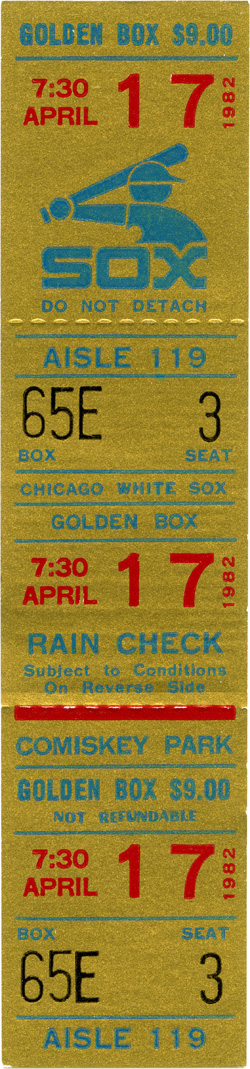 GOLDEN BOX $9.00
7:30 APRIL 17 1982
SOX
DO NOT DETACH
AISLE 119
65E 3
BOX SEAT
CHICAGO WHITE SOX
GOLDEN BOX
7:30 APRIL 17 1982
RAIN CHECK
Subject to Conditions
On Reverse Side
COMISKEY PARK
GOLDEN BOX $9.00
NOT REFUNDABLE
7:30 APRIL 17 1982
BOX SEAT
65E 3
AISLE 119